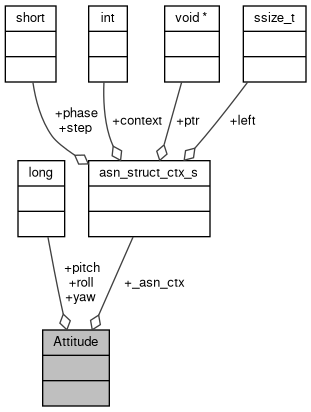 short
int
void *
ssize_t
+phase
+step
+context
+ptr
+left
long
asn_struct_ctx_s
+pitch
+roll
+yaw
+_asn_ctx
Attitude